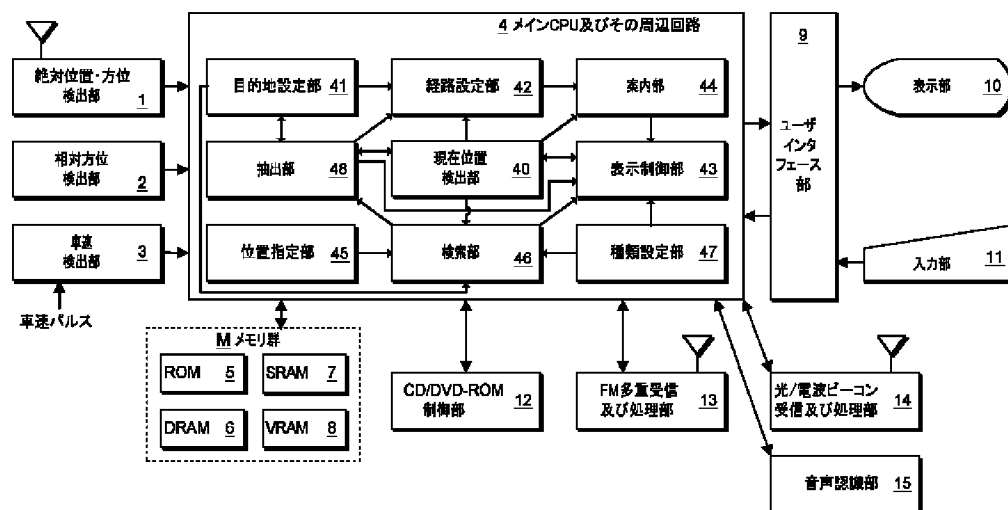 4 メインCPU及びその周辺回路
9
絶対位置・方位
検出部 1
目的地設定部 41
経路設定部 42
案内部 44
表示部 10
ユーザ
インタ
フェース
部
相対方位
検出部 2
抽出部 48
現在位置
検出部 40
表示制御部 43
車速
検出部 3
位置指定部 45
検索部 46
種類設定部 47
入力部 11
車速パルス
M メモリ群
ROM 5
SRAM 7
DRAM 6
VRAM 8
CD/DVD-ROM
制御部 12
FM多重受信
及び処理部 13
光/電波ビーコン
受信及び処理部 14
音声認識部 15